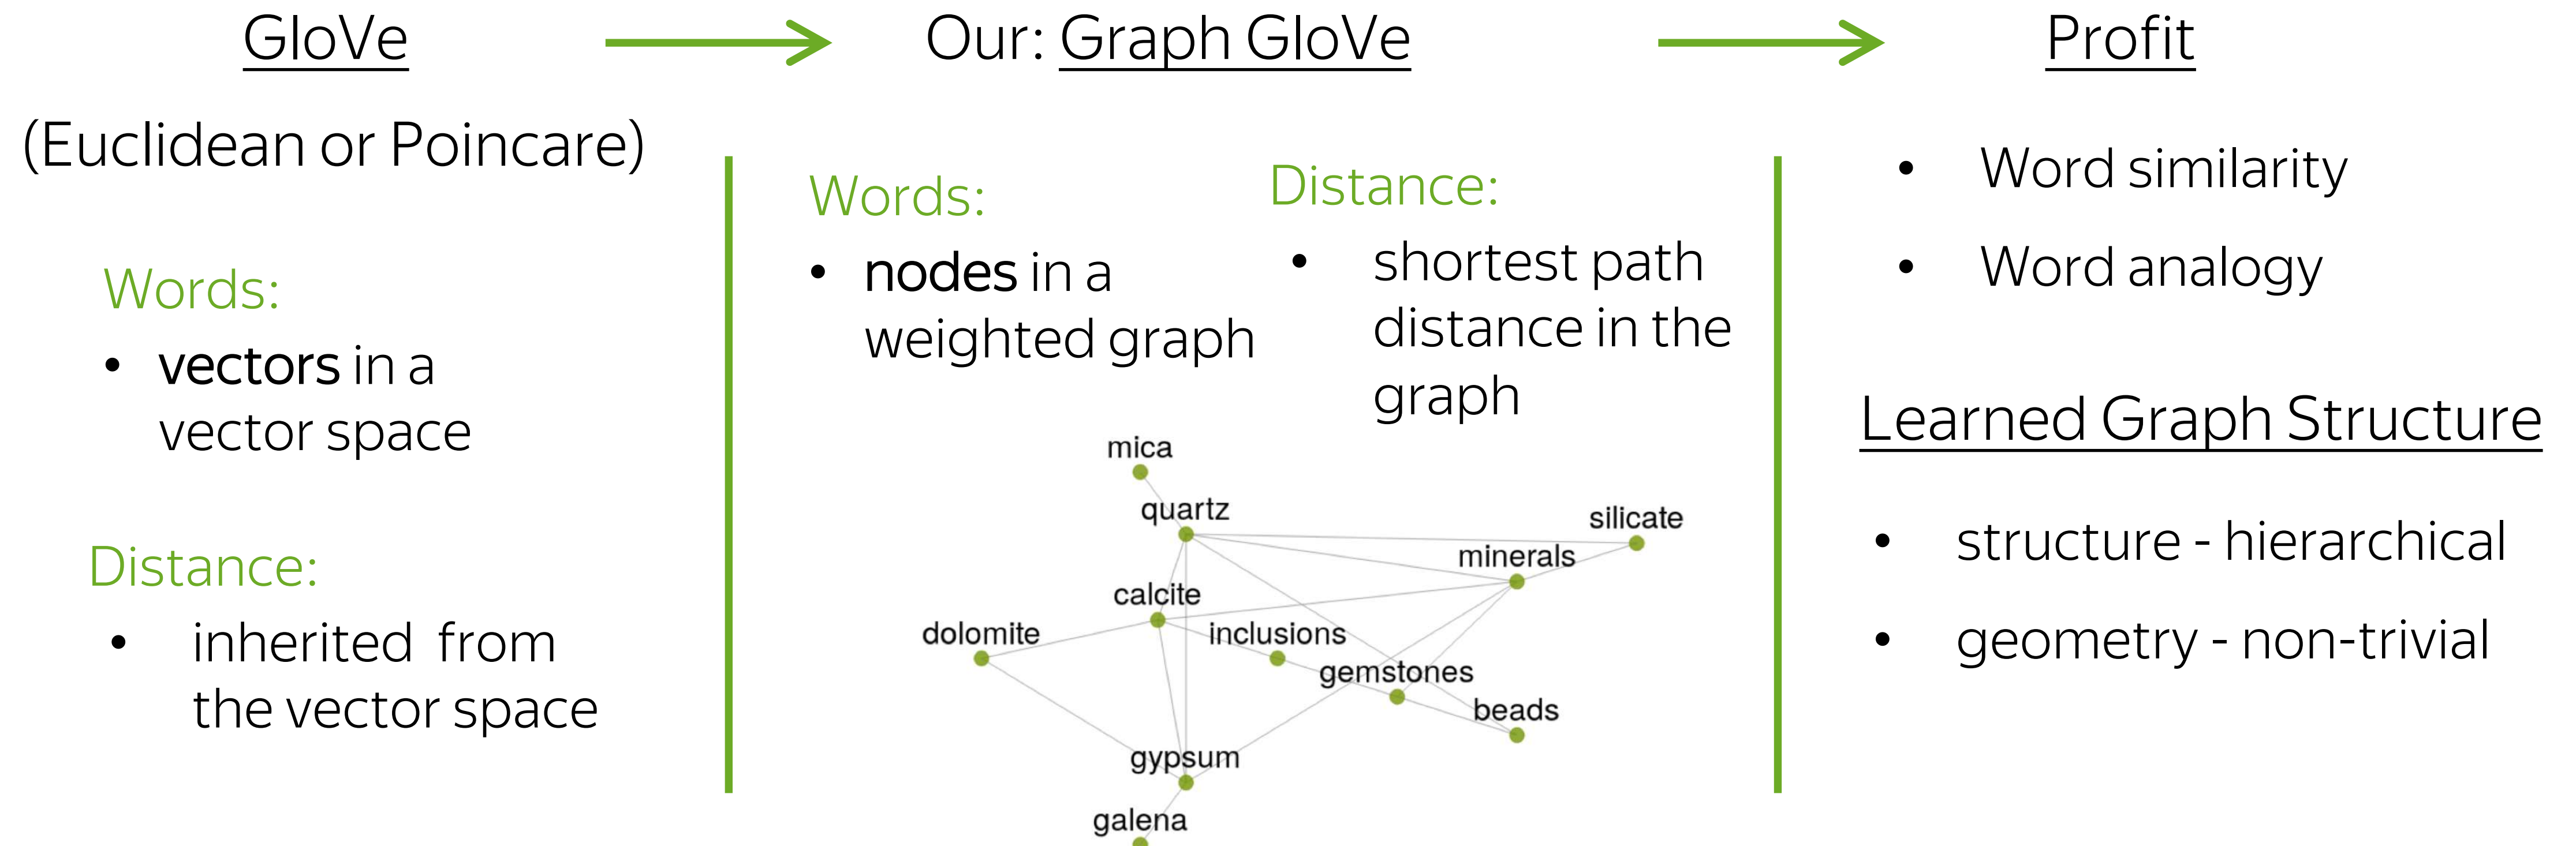 GloVe
(Euclidean or Poincare)
Words:
• vectors in a
vector space
Distance:
• inherited from
the vector space
Our: Graph GloVe
Words:
• nodes in a
weighted graph
Distance:
• shortest path
distance in the
graph
mica
quartz
silicate
minerals
calcite
dolomite
inclusions
gemstones
beads
gypsum
galena
Profit
• Word similarity
• Word analogy
Learned Graph Structure
• structure - hierarchical
• geometry - non-trivial